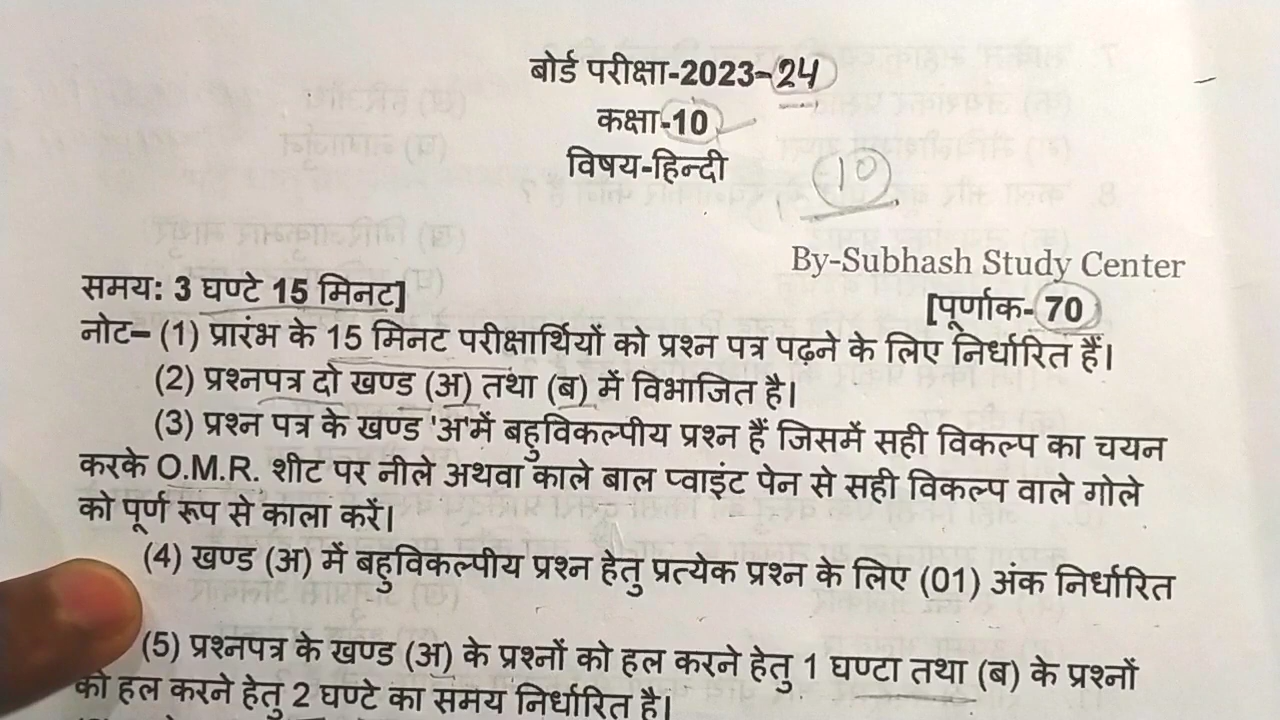 बोर्ड परीक्षा-2023-24
कक्षा-10
विषय-हिन्दी
10
By-Subhash Study Center
समय: 3 घण्टे 15 मिनट]
[पूर्णाक-70
नोट– (1) प्रारंभ के 15 मिनट परीक्षार्थियों को प्रश्न पत्र पढ़ने के लिए निर्धारित हैं।
(2) प्रश्नपत्र दो खण्ड (अ) तथा (ब) में विभाजित है।
(3) प्रश्न पत्र के खण्ड 'अ'में बहुविकल्पीय प्रश्न हैं जिसमें सही विकल्प का चयन
करके O.M.R. शीट पर नीले अथवा काले बाल प्वाइंट पेन से सही विकल्प वाले गोले
को पूर्ण रूप से काला करें।
(4) खण्ड (अ) में बहुविकल्पीय प्रश्न हेतु प्रत्येक प्रश्न के लिए (01) अंक निर्धारित
(5) प्रश्नपत्र के खण्ड (अ) के प्रश्नों को हल करने हेतु 1 घण्टा तथा (ब) के प्रश्नों
को हल करने हेतु 2 घण्टे का समय निर्धारित है।